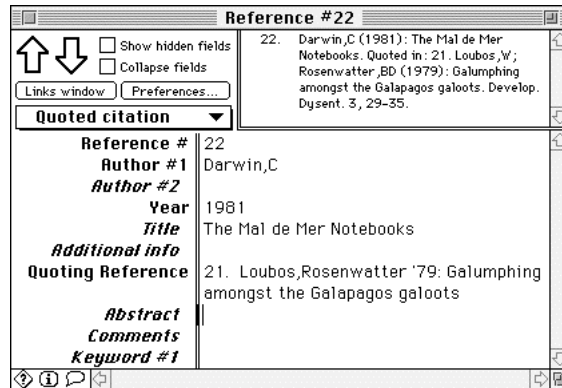 Reference #22
Show hidden fields
Collapse fields
Links window
Preferences...
Quoted citation
22. Darwin,C (1981): The Mal de Mer
Notebooks. Quoted in: 21. Loubos,W;
Rosenwatter,BD (1979): Galumphing
amongst the Galapagos galoots. Develop.
Dysent. 3, 29-35.
Reference # 22
Author #1 Darwin,C
Author #2
Year 1981
Title The Mal de Mer Notebooks
Additional info
Quoting Reference 21. Loubos,Rosenwatter '79: Galumphing
amongst the Galapagos galoots
Abstract
Comments
Keyword #1